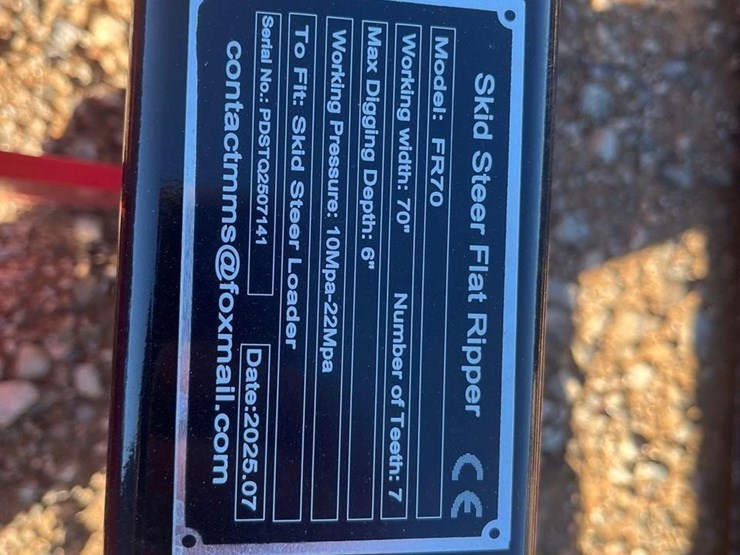 Skid Steer Flat Ripper CE
Model: FR70
Working width: 70" Number of Teeth: 7
Max Digging Depth: 6"
Working Pressure: 10Mpa-22Mpa
To Fit: Skid Steer Loader
Serial No.: PDSTQ2507141 Date:2025.07
contactmms@foxmail.com